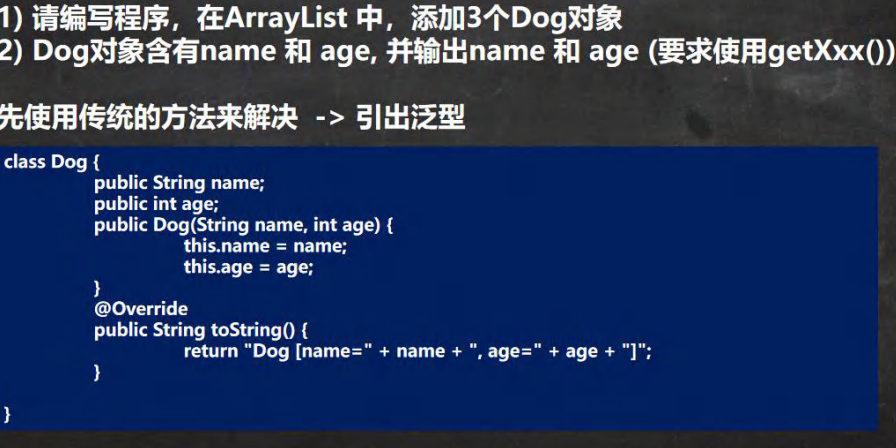 1) 请编写程序，在ArrayList 中，添加3个Dog对象
2) Dog对象含有name 和 age, 并输出name 和 age (要求使用getXxx())
先使用传统的方法来解决 -> 引出泛型
class Dog {
public String name;
public int age;
public Dog(String name, int age) {
this.name = name;
this.age = age;
}
@Override
public String toString() {
return "Dog [name=" + name + ", age=" + age + "]";
}
}